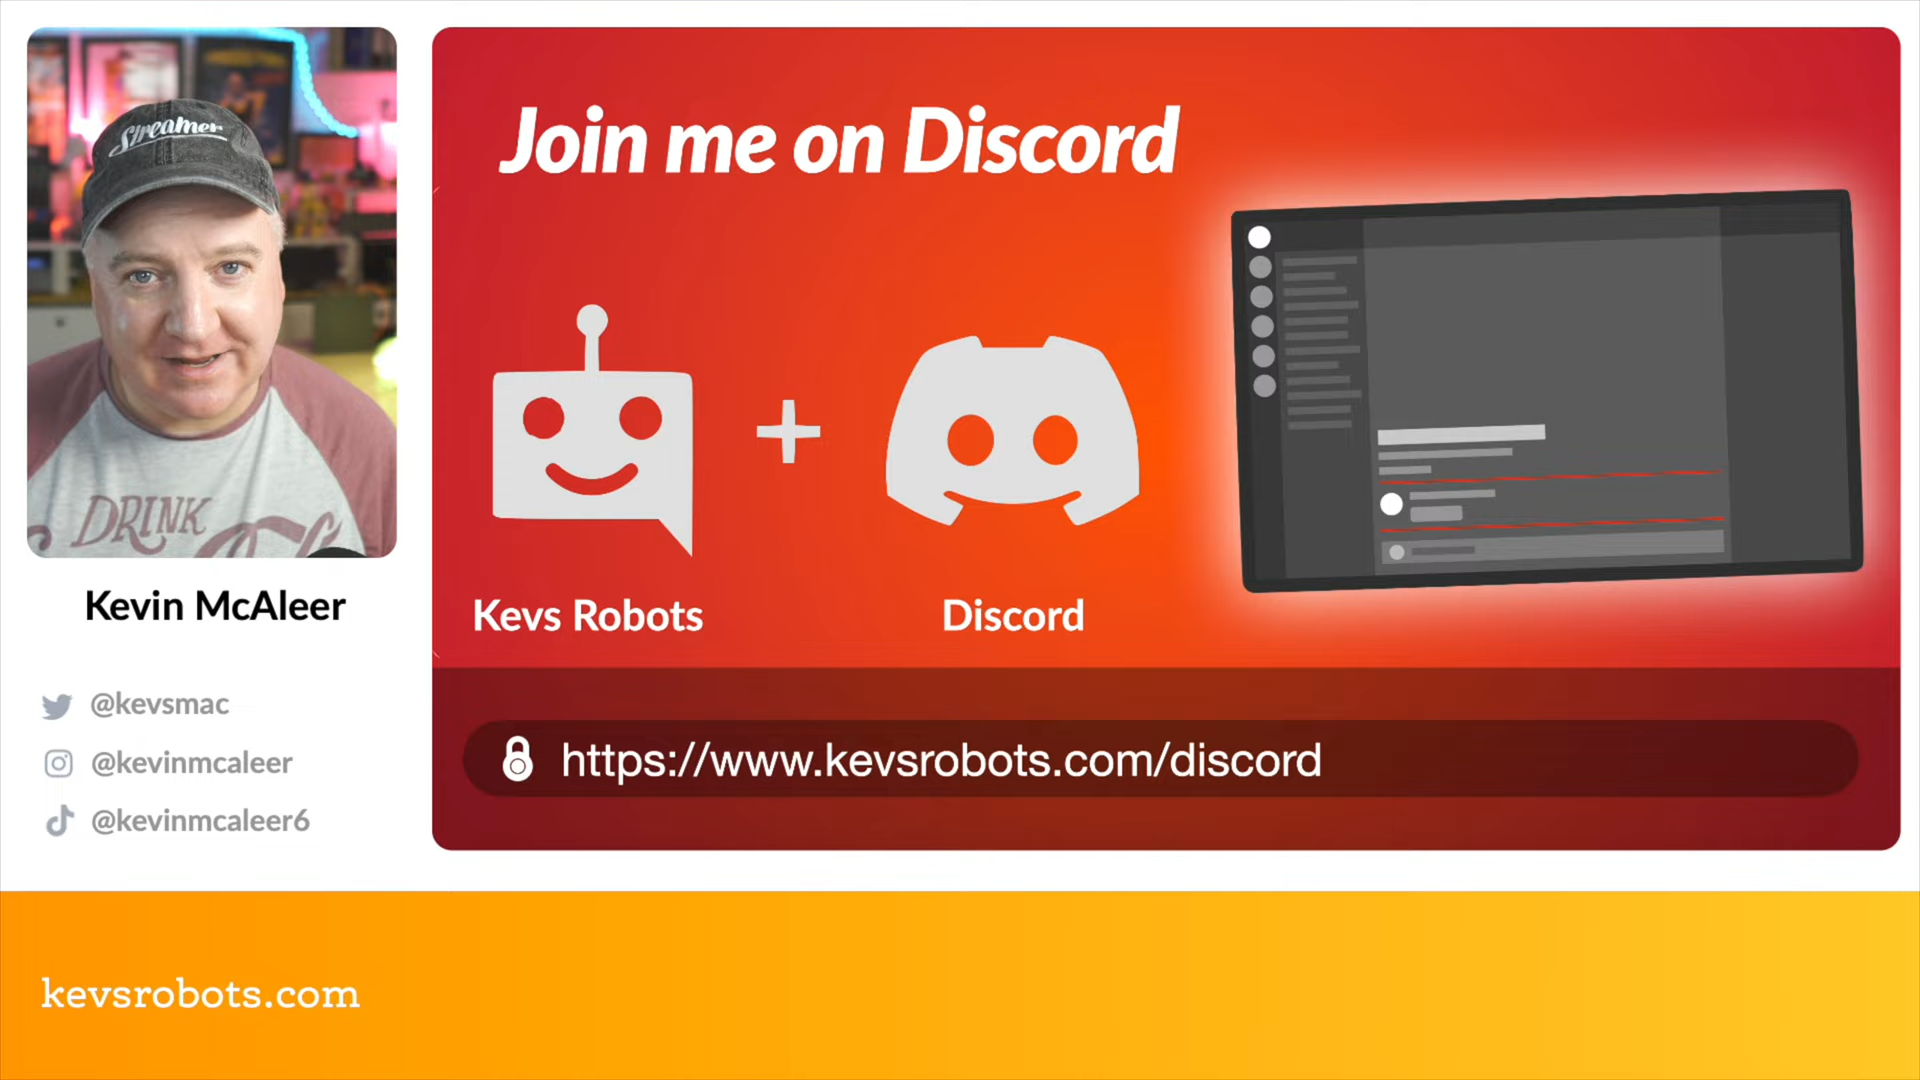 Streamer
DRINK
Kevin McAleer
@kevsmac
@kevinmcaleer
@kevinmcaleer6
Join me on Discord
+
Kevs Robots
Discord
https://www.kevsrobots.com/discord
kevsrobots.com